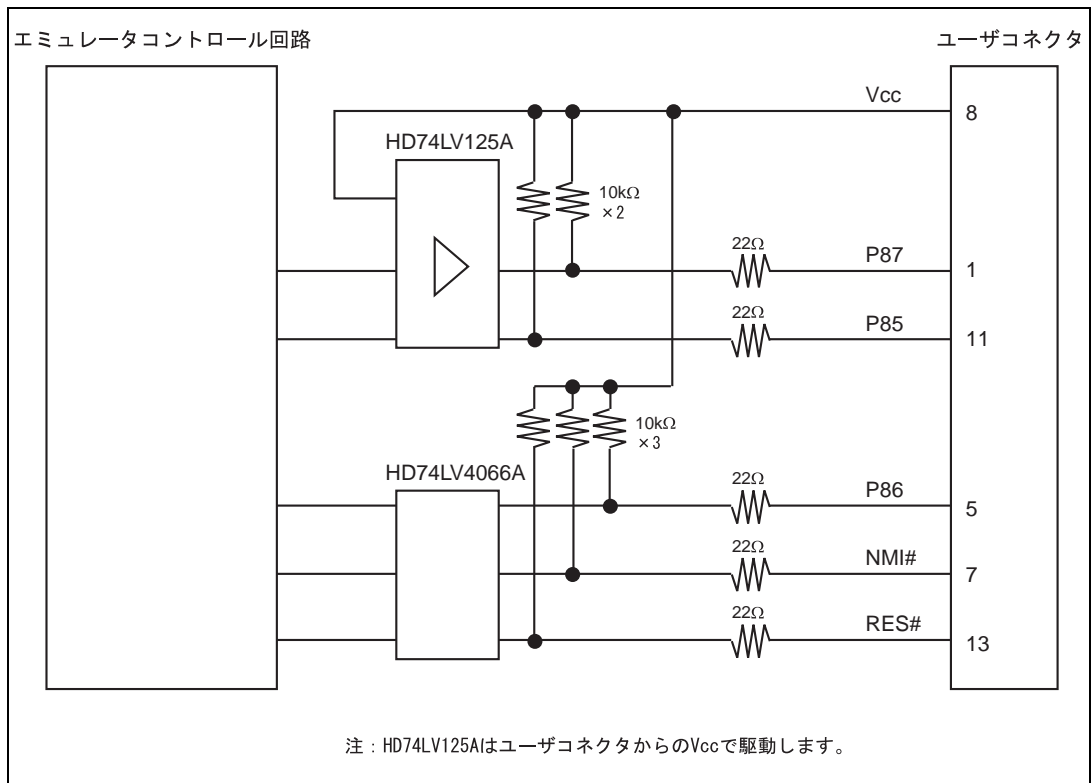 エミュレータコントロール回路
ユーザコネクタ
Vcc
8
HD74LV125A
10kΩ
×2
22Ω
P87
1
22Ω
P85
11
10kΩ
×3
HD74LV4066A
22Ω
P86
5
22Ω
NMI#
7
22Ω
RES#
13
注：HD74LV125AはユーザコネクタからのVccで駆動します。